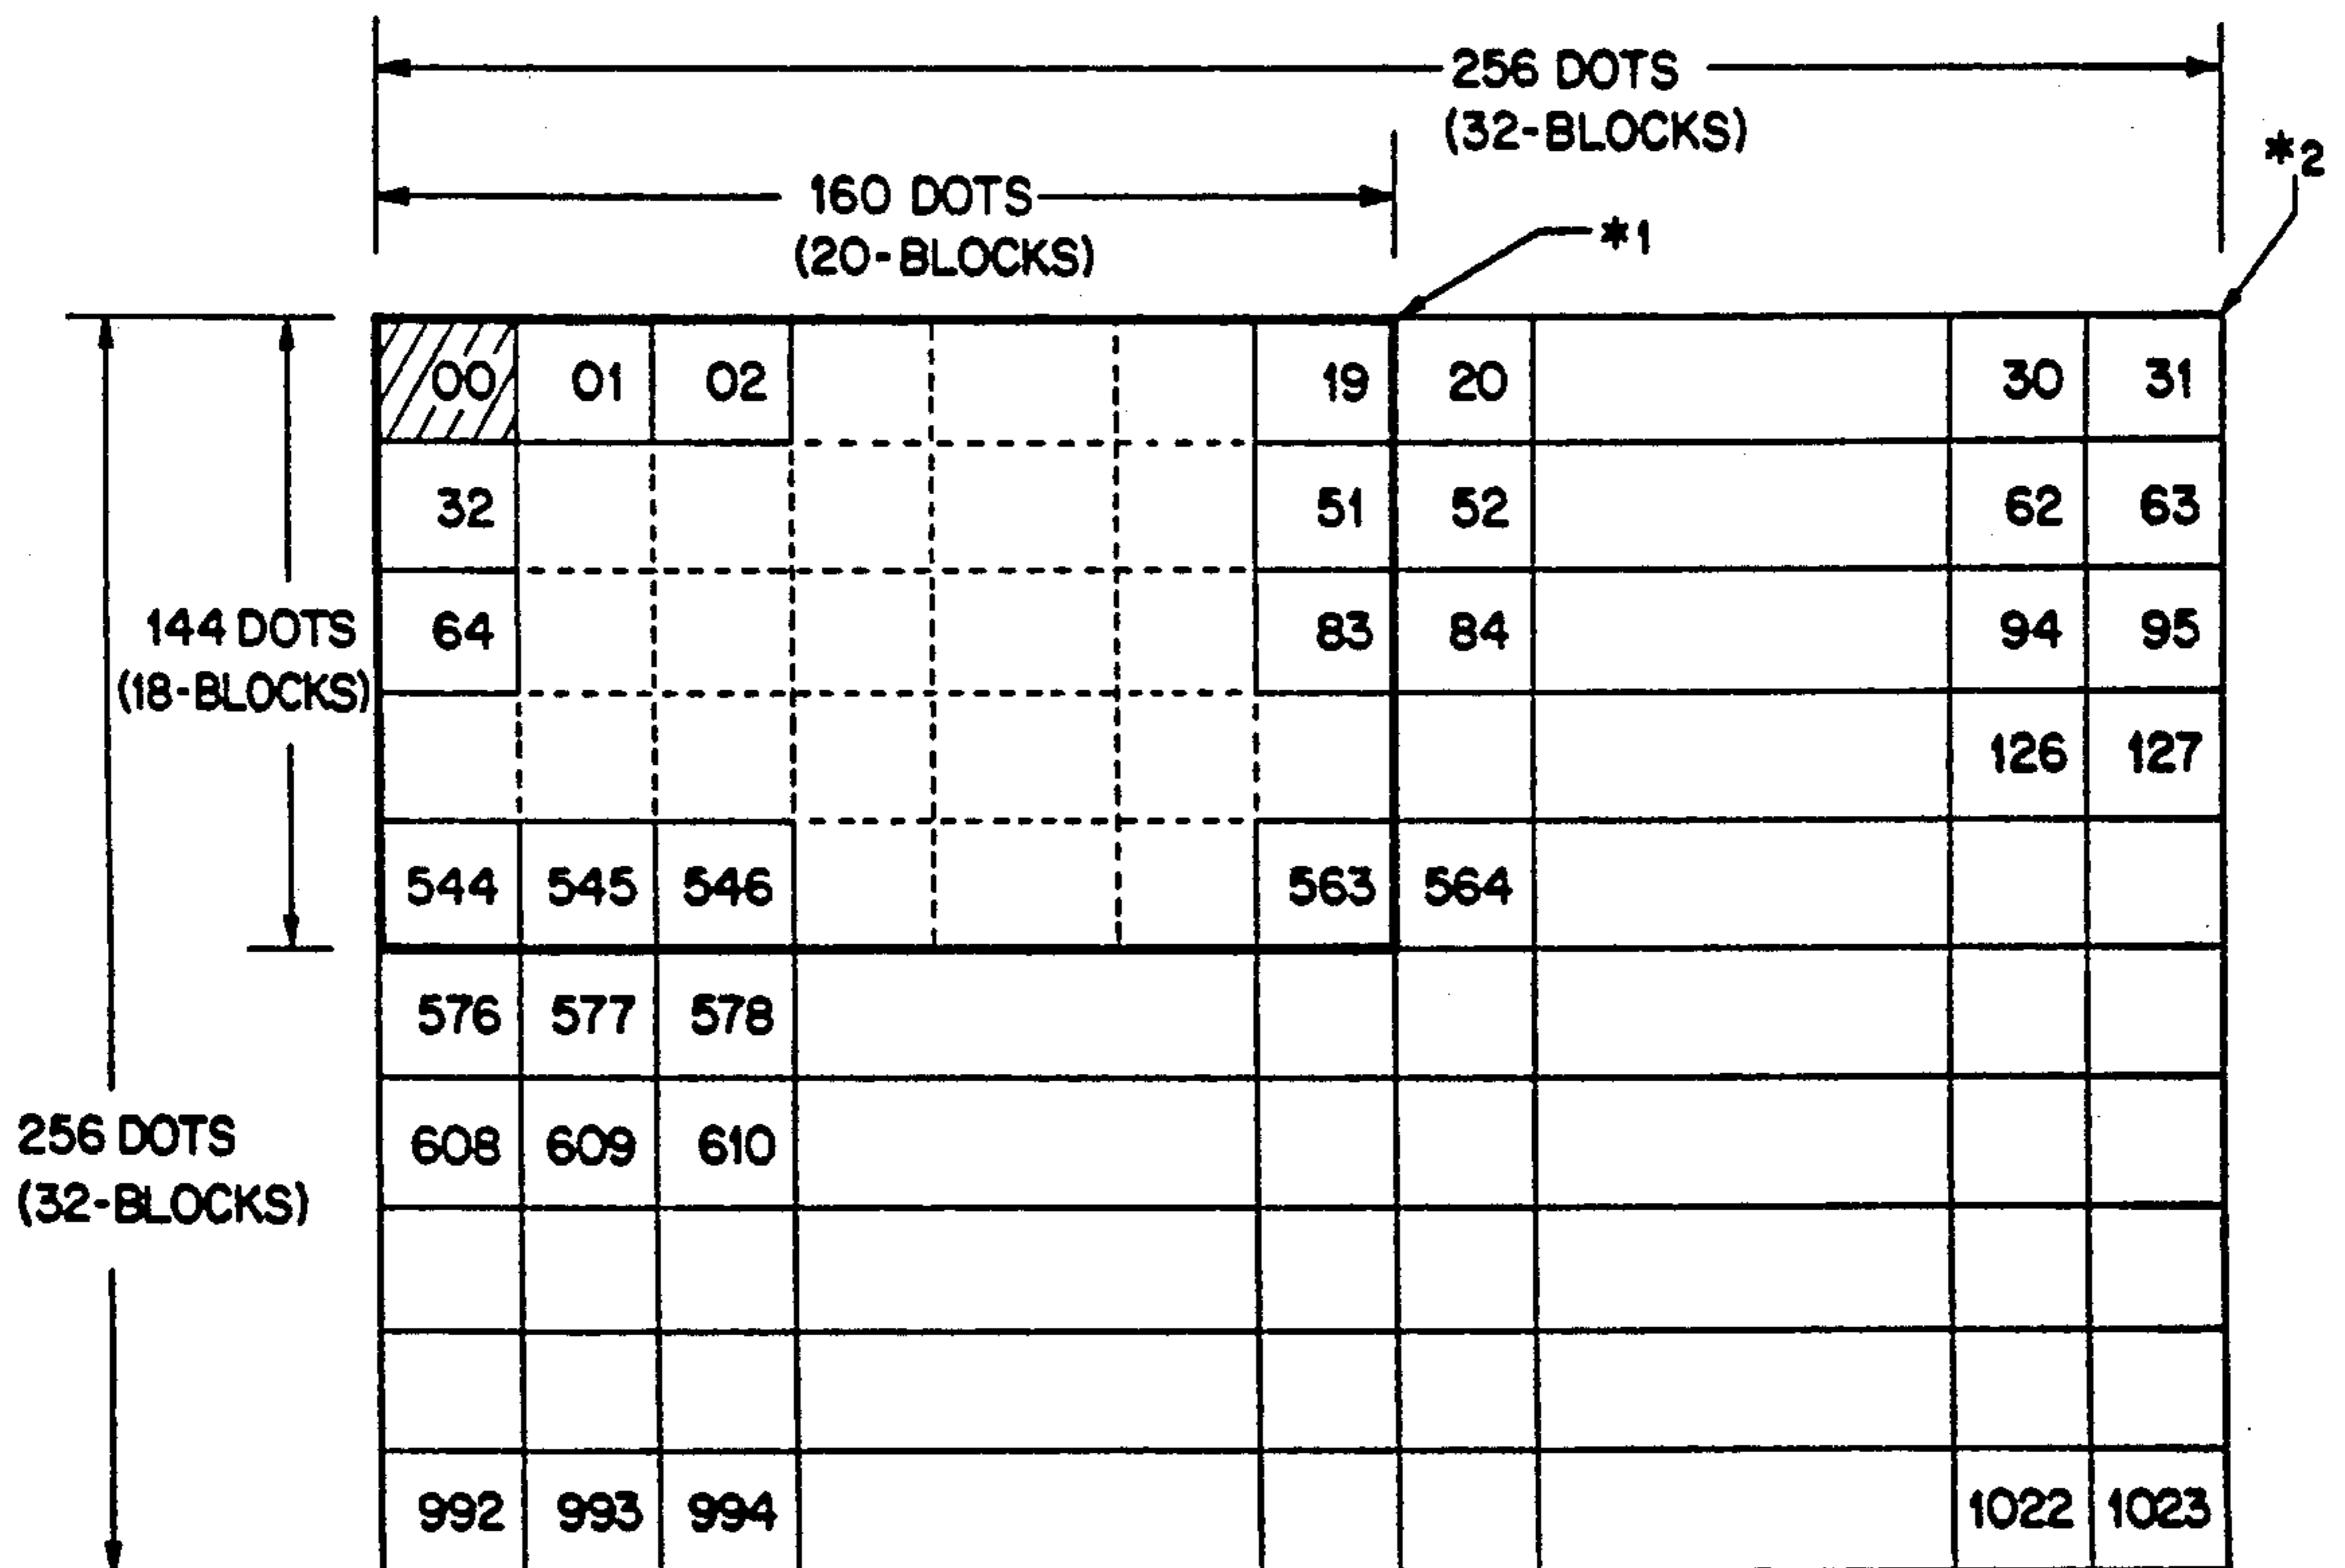 256 DOTS
(32-BLOCKS)
*2
160 DOTS
(20-BLOCKS)
*1
00 01 02 19 20 30 31
32 51 52 62 63
144 DOTS
(18-BLOCKS)
64 83 84 94 95
126 127
544 545 546 563 564
576 577 578
256 DOTS
(32-BLOCKS)
608 609 610
992 993 994 1022 1023